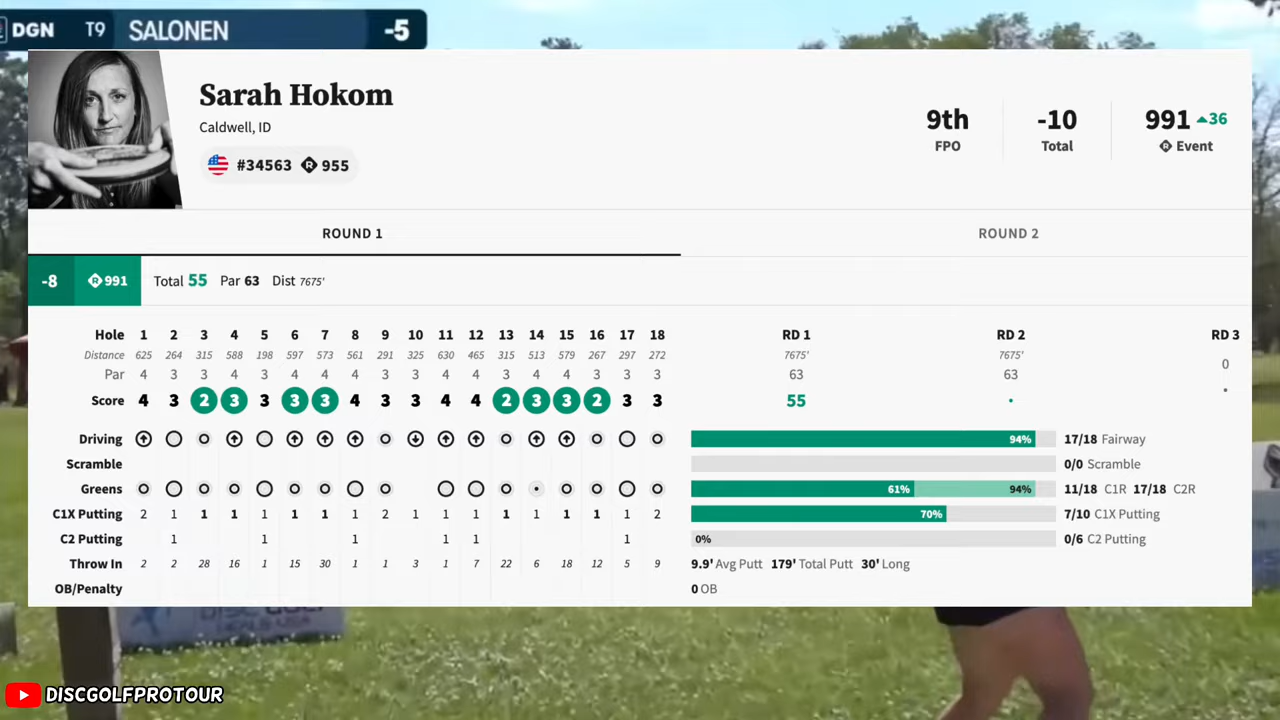 DGN T9 SALONEN -5
Sarah Hokom
Caldwell, ID
#34563 R 955
9th FPO
-10 Total
991 ▲36 R Event
ROUND 1 ROUND 2
-8 R 991 Total 55 Par 63 Dist 7675'
Hole 1 2 3 4 5 6 7 8 9 10 11 12 13 14 15 16 17 18 RD 1 RD 2 RD 3
Distance 625 264 315 588 198 597 573 561 291 325 630 465 315 513 579 267 297 272 7675' 7675' 0
Par 4 3 3 4 3 4 4 4 3 3 4 4 3 4 4 3 3 3 63 63
Score 4 3 2 3 3 3 3 4 3 3 4 4 2 3 3 2 3 3 55
Driving 94% 17/18 Fairway
Scramble 0/0 Scramble
Greens 61% 94% 11/18 C1R 17/18 C2R
C1X Putting 2 1 1 1 1 1 1 1 2 1 1 1 1 1 1 1 1 2 70% 7/10 C1X Putting
C2 Putting 1 1 1 1 1 1 0% 0/6 C2 Putting
Throw In 2 2 28 16 1 15 30 1 1 3 1 7 22 6 18 12 5 9 9.9' Avg Putt 179' Total Putt 30' Long
OB/Penalty 0 OB
DISCGOLFPROTOUR